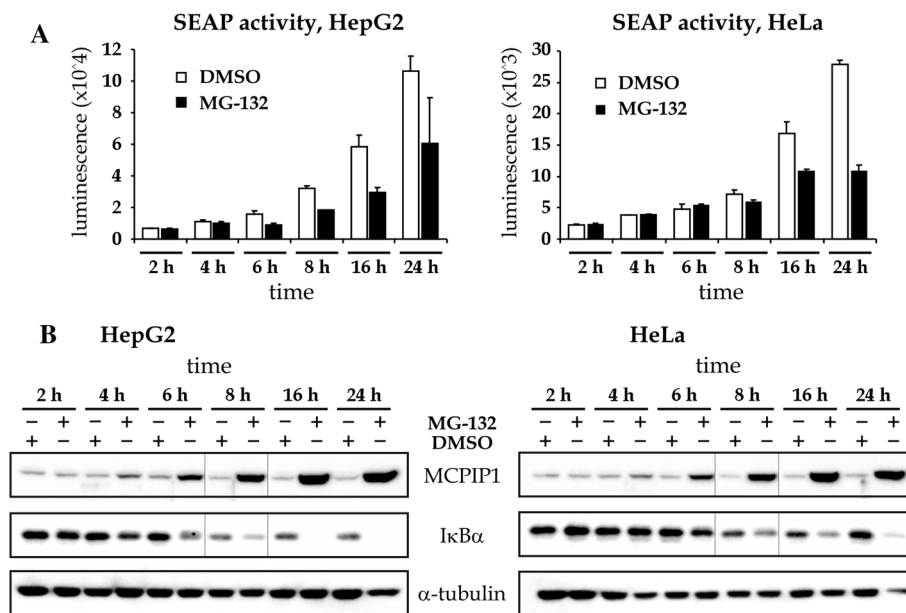 A
SEAP activity, HepG2
luminescence (x10^4)
12
10
8
6
4
2
0
DMSO
MG-132
2 h 4 h 6 h 8 h 16 h 24 h
time
SEAP activity, HeLa
luminescence (x10^3)
30
25
20
15
10
5
0
DMSO
MG-132
2 h 4 h 6 h 8 h 16 h 24 h
time
B
HepG2
time
2 h 4 h 6 h 8 h 16 h 24 h
− + − + − + − + − + − +
+ − + − + − + − + − + −
HeLa
time
2 h 4 h 6 h 8 h 16 h 24 h
− + − + − + − + − + − +
+ − + − + − + − + − + −
MG-132
DMSO
MCPIP1
IκBα
α-tubulin